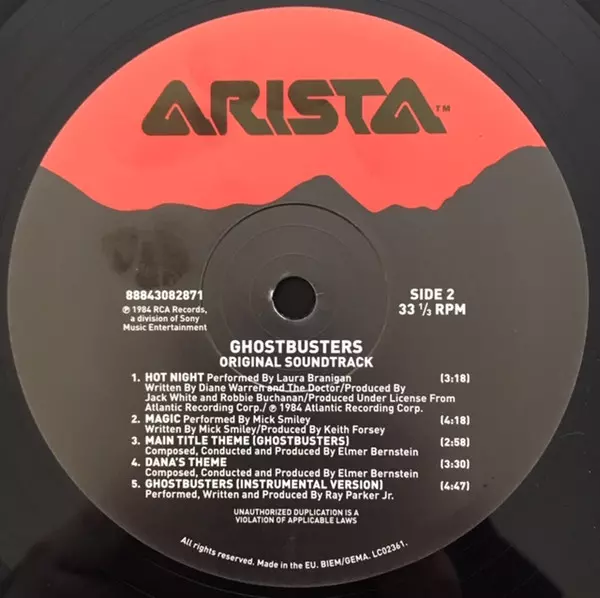 ARISTA™
88843082871
℗ 1984 RCA Records,
a division of Sony
Music Entertainment
SIDE 2
33 ⅓ RPM
GHOSTBUSTERS
ORIGINAL SOUNDTRACK
1. HOT NIGHT Performed By Laura Branigan (3:18)
Written By Diane Warren and The Doctor/Produced By
Jack White and Robbie Buchanan/Produced Under License From
Atlantic Recording Corp./ ℗ 1984 Atlantic Recording Corp.
2. MAGIC Performed By Mick Smiley (4:18)
Written By Mick Smiley/Produced By Keith Forsey
3. MAIN TITLE THEME (GHOSTBUSTERS) (2:58)
Composed, Conducted and Produced By Elmer Bernstein
4. DANA'S THEME (3:30)
Composed, Conducted and Produced By Elmer Bernstein
5. GHOSTBUSTERS (INSTRUMENTAL VERSION) (4:47)
Performed, Written and Produced By Ray Parker Jr.
UNAUTHORIZED DUPLICATION IS A
VIOLATION OF APPLICABLE LAWS
All rights reserved. Made in the EU. BIEM/GEMA. LC02361.